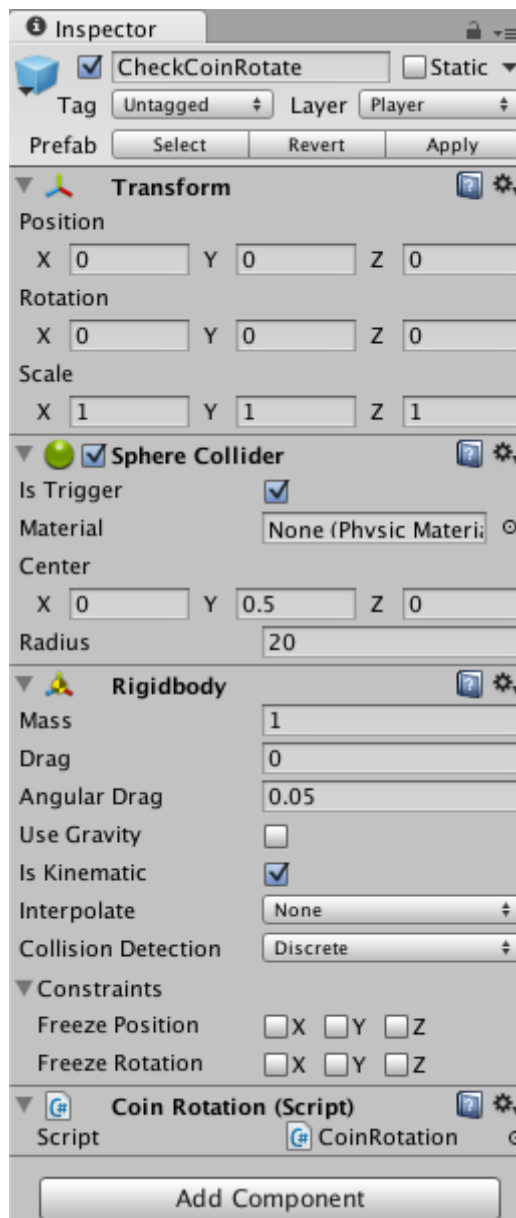 Inspector
CheckCoinRotate Static
Tag Untagged Layer Player
Prefab Select Revert Apply
Transform
Position
X 0 Y 0 Z 0
Rotation
X 0 Y 0 Z 0
Scale
X 1 Y 1 Z 1
Sphere Collider
Is Trigger
Material None (Physic Materi
Center
X 0 Y 0.5 Z 0
Radius 20
Rigidbody
Mass 1
Drag 0
Angular Drag 0.05
Use Gravity
Is Kinematic
Interpolate None
Collision Detection Discrete
Constraints
Freeze Position X Y Z
Freeze Rotation X Y Z
C# Coin Rotation (Script)
Script C# CoinRotation
Add Component